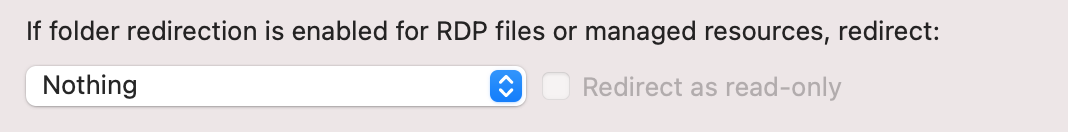 If folder redirection is enabled for RDP files or managed resources, redirect:
Nothing
Redirect as read-only